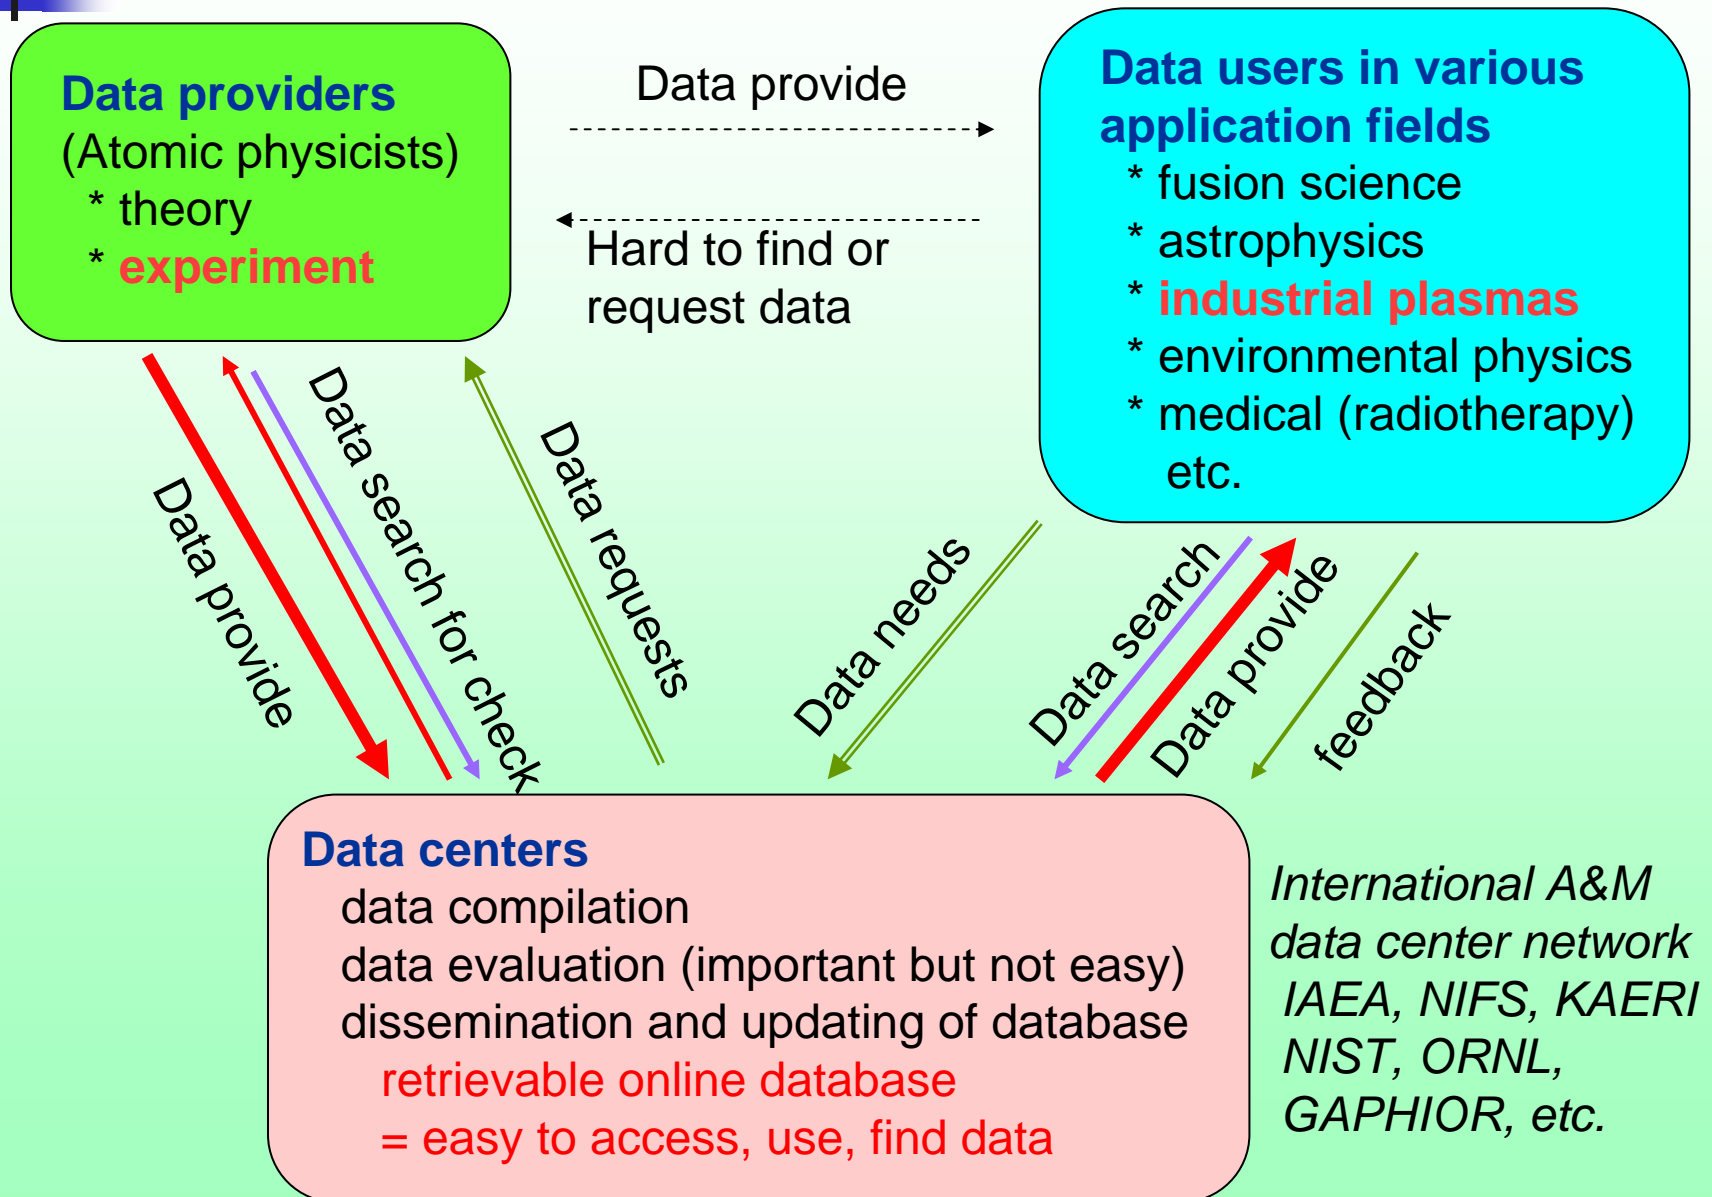 Data providers
(Atomic physicists)
* theory
* experiment
Data provide
Hard to find or
request data
Data users in various
application fields
* fusion science
* astrophysics
* industrial plasmas
* environmental physics
* medical (radiotherapy)
etc.
Data provide
Data search for check
Data requests
Data needs
Data search
Data provide
feedback
Data centers
data compilation
data evaluation (important but not easy)
dissemination and updating of database
retrievable online database
= easy to access, use, find data
International A&M
data center network
IAEA, NIFS, KAERI
NIST, ORNL,
GAPHIOR, etc.